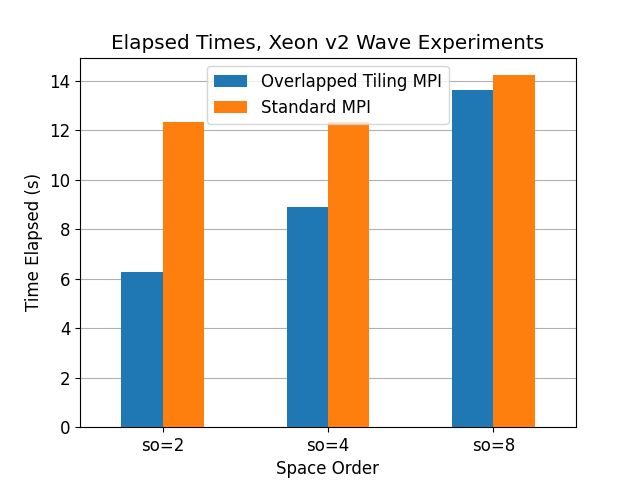 Elapsed Times, Xeon v2 Wave Experiments
Overlapped Tiling MPI
Standard MPI
Time Elapsed (s)
14
12
10
8
6
4
2
0
so=2 so=4 so=8
Space Order